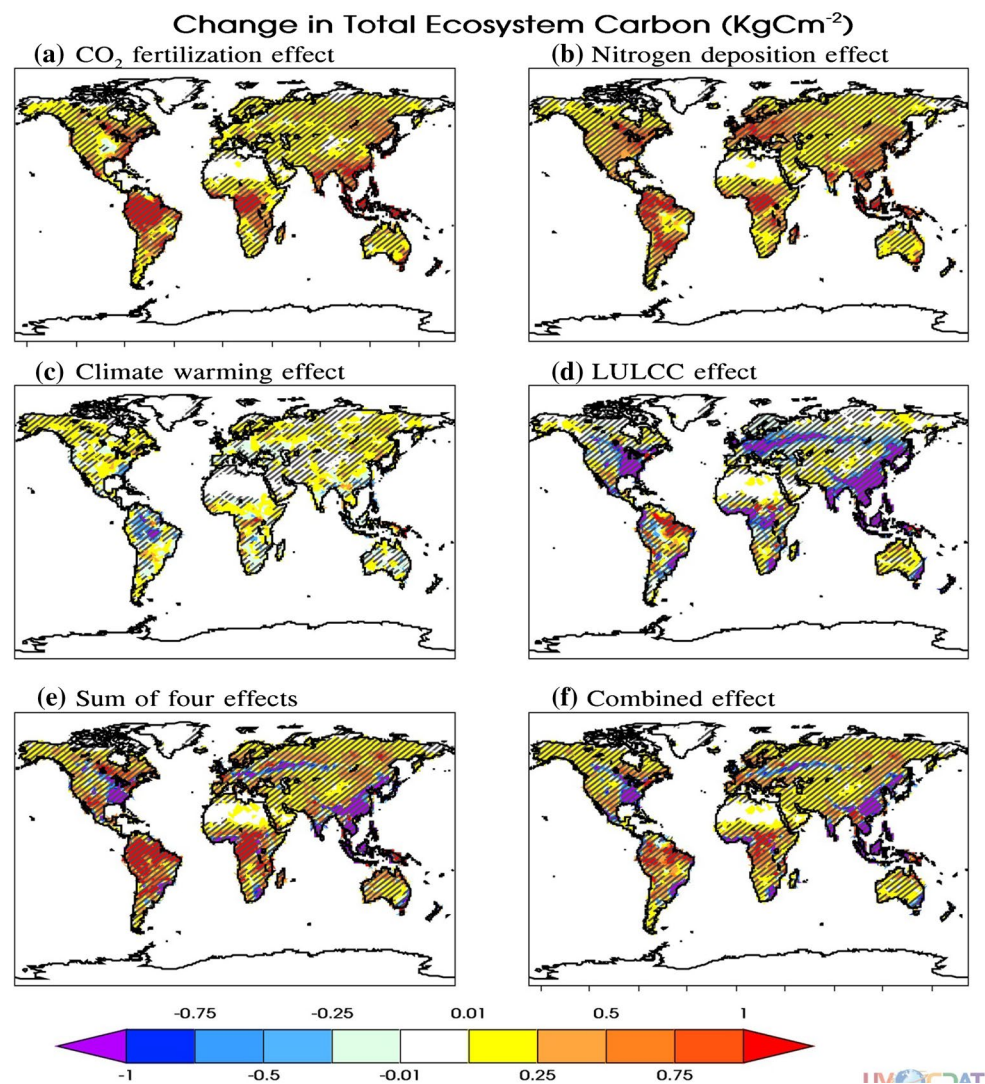 Change in Total Ecosystem Carbon (KgCm⁻²)
(a) CO₂ fertilization effect
(b) Nitrogen deposition effect
(c) Climate warming effect
(d) LULCC effect
(e) Sum of four effects
(f) Combined effect
-0.75 -0.25 0.01 0.5 1
-1 -0.5 -0.01 0.25 0.75